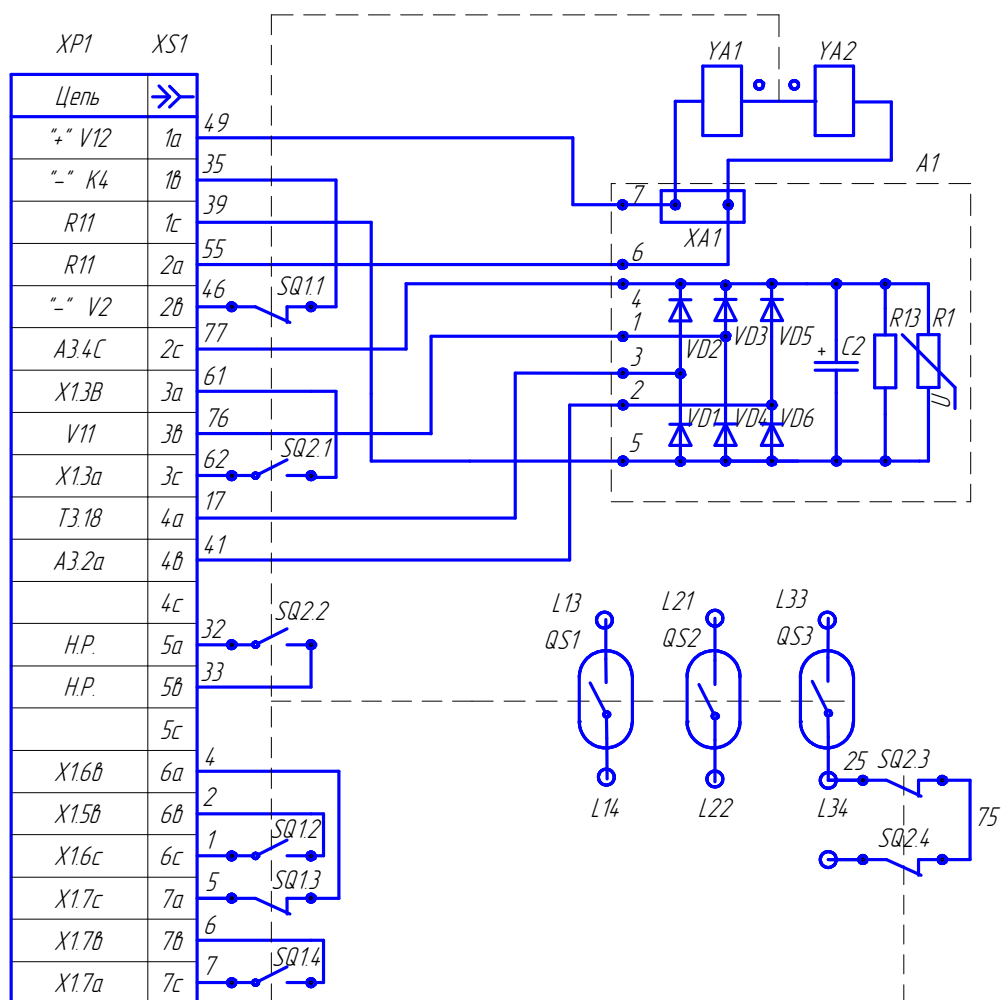 XP1 XS1
Цепь
"+" V12 1а 49
"-" К4 1в 35
R11 1с 39
R11 2а 55
"-" V2 2в 46 SQ1.1
А3.4С 2с 77
Х1.3В 3а 61
V11 3в 76
Х1.3а 3с 62 SQ2.1
Т3.18 4а 17
А3.2а 4в 41
4с
Н.Р. 5а 32 SQ2.2
Н.Р. 5в 33
5с
Х1.6в 6а 4
Х1.5в 6в 2
Х1.6с 6с 1 SQ1.2
Х1.7с 7а 5 SQ1.3
Х1.7в 7в 6
Х1.7а 7с 7 SQ1.4
YA1 YA2
A1
7
XA1
6
4
1
3
2
5
VD2 VD3 VD5
VD1 VD4 VD6
+ C2 R13 R1
U
L13 L21 L33
QS1 QS2 QS3
L14 L22 L34
25 SQ2.3
75
SQ2.4